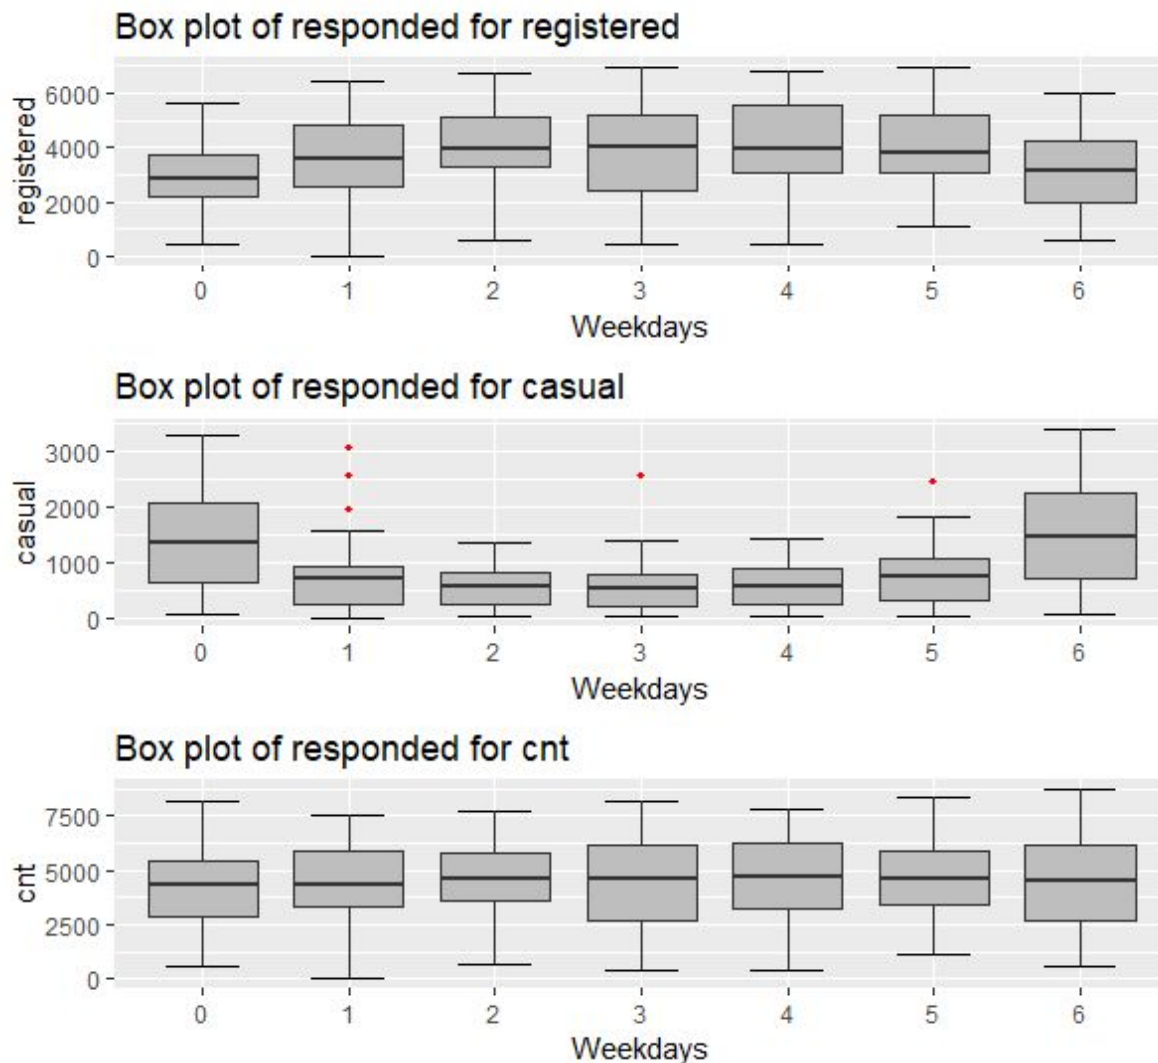 Box plot of responded for registered
registered
6000
4000
2000
0
0 1 2 3 4 5 6
Weekdays
Box plot of responded for casual
casual
3000
2000
1000
0
0 1 2 3 4 5 6
Weekdays
Box plot of responded for cnt
cnt
7500
5000
2500
0
0 1 2 3 4 5 6
Weekdays